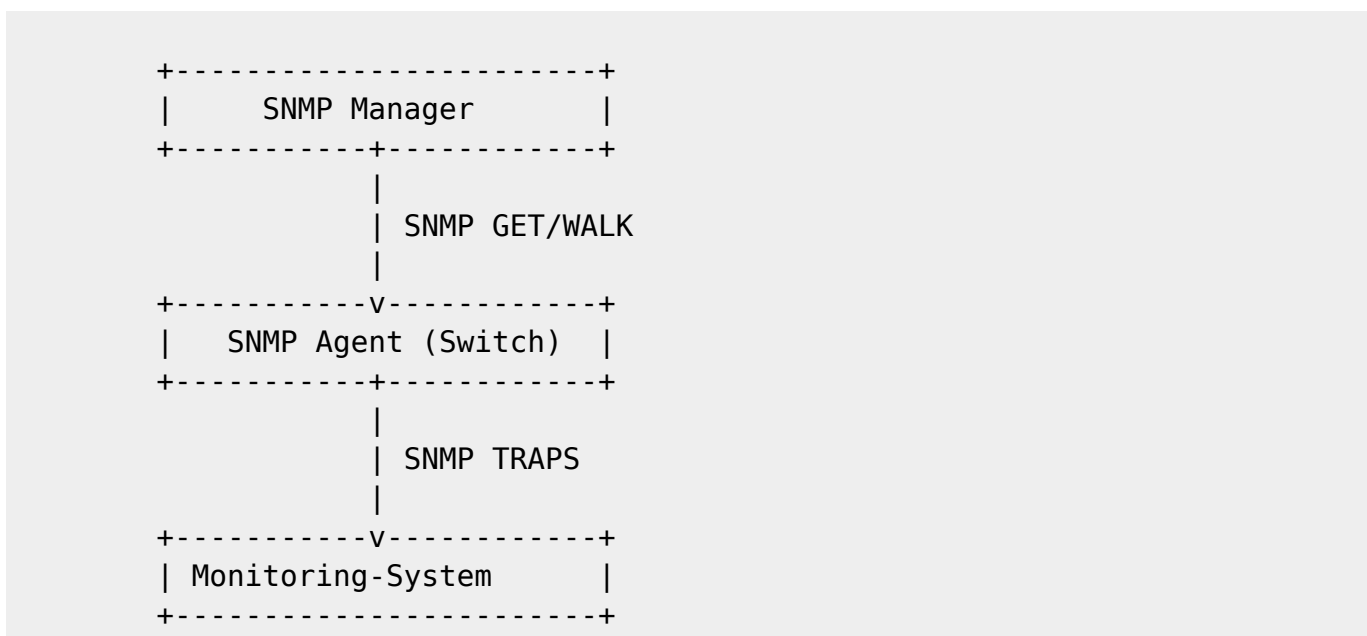 +------------------------+
|     SNMP Manager       |
+-----------+------------+
            |
            | SNMP GET/WALK
            |
+-----------v------------+
|   SNMP Agent (Switch)  |
+-----------+------------+
            |
            | SNMP TRAPS
            |
+-----------v------------+
| Monitoring-System      |
+------------------------+